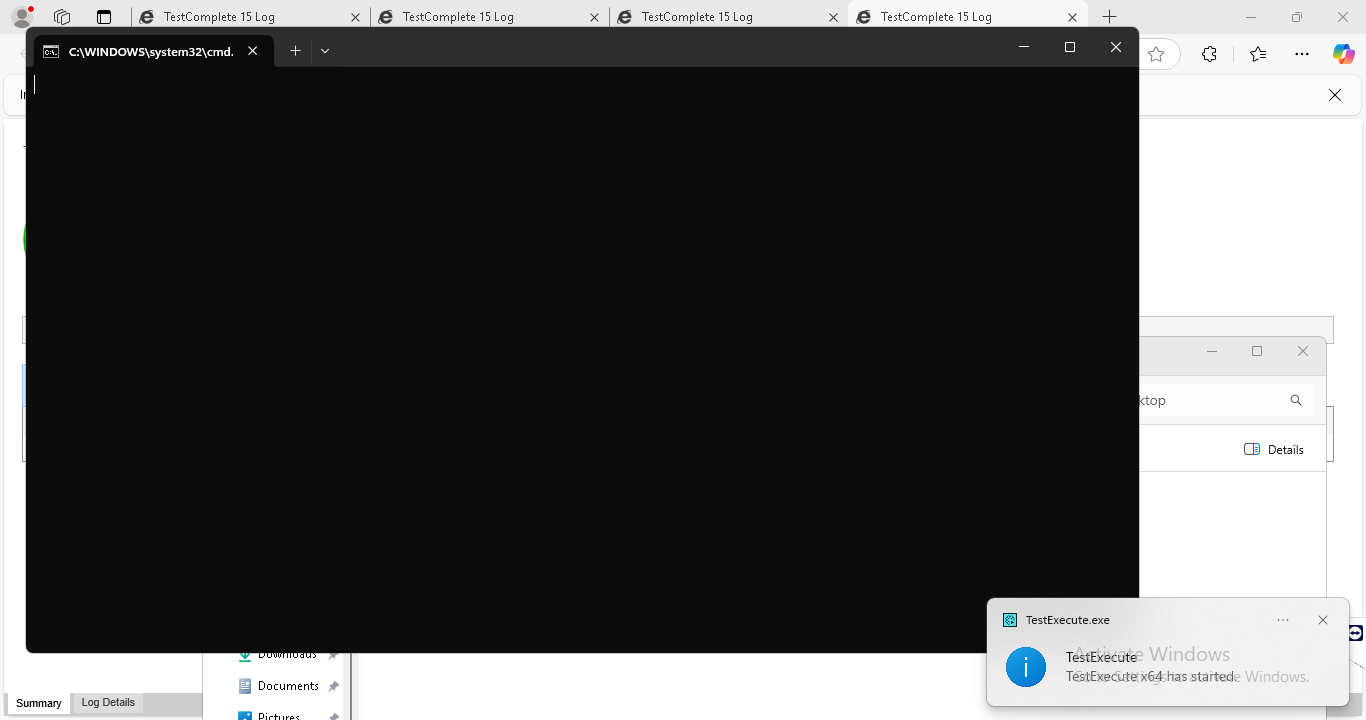 TestComplete 15 Log
TestComplete 15 Log
TestComplete 15 Log
TestComplete 15 Log
C:\WINDOWS\system32\cmd.
ktop
Details
Downloads
Documents
Pictures
TestExecute.exe
TestExecute
TestExecute x64 has started.
Activate Windows
Go to Settings to activate Windows.
Summary
Log Details